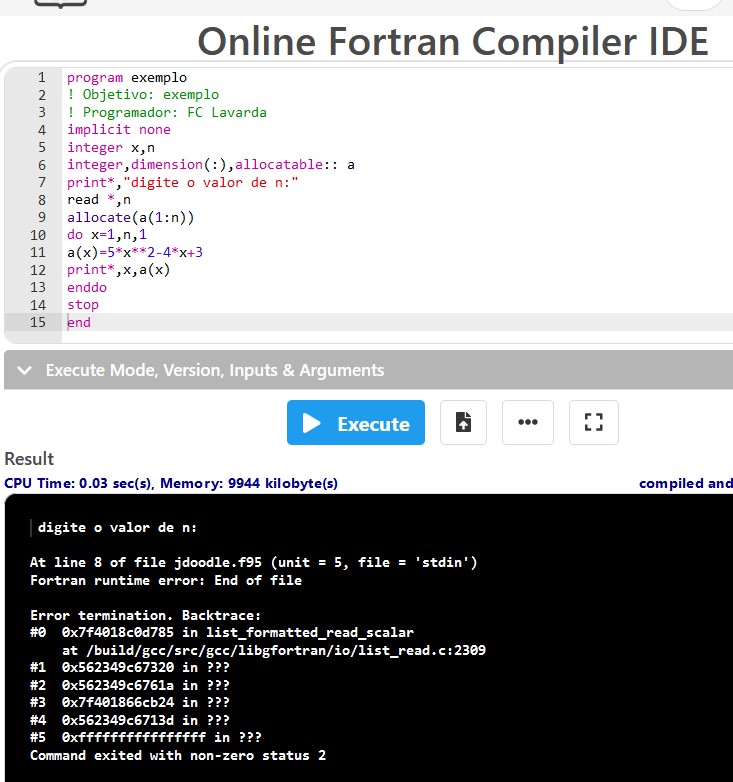 Online Fortran Compiler IDE
1 program exemplo
2 ! Objetivo: exemplo
3 ! Programador: FC Lavarda
4 implicit none
5 integer x,n
6 integer,dimension(:),allocatable:: a
7 print*,"digite o valor de n:"
8 read *,n
9 allocate(a(1:n))
10 do x=1,n,1
11 a(x)=5*x**2-4*x+3
12 print*,x,a(x)
13 enddo
14 stop
15 end
Execute Mode, Version, Inputs & Arguments
Execute
Result
CPU Time: 0.03 sec(s), Memory: 9944 kilobyte(s) compiled and
digite o valor de n:
At line 8 of file jdoodle.f95 (unit = 5, file = 'stdin')
Fortran runtime error: End of file
Error termination. Backtrace:
#0 0x7f4018c0d785 in list_formatted_read_scalar
at /build/gcc/src/gcc/libgfortran/io/list_read.c:2309
#1 0x562349c67320 in ???
#2 0x562349c6761a in ???
#3 0x7f401866cb24 in ???
#4 0x562349c6713d in ???
#5 0xffffffffffffffff in ???
Command exited with non-zero status 2